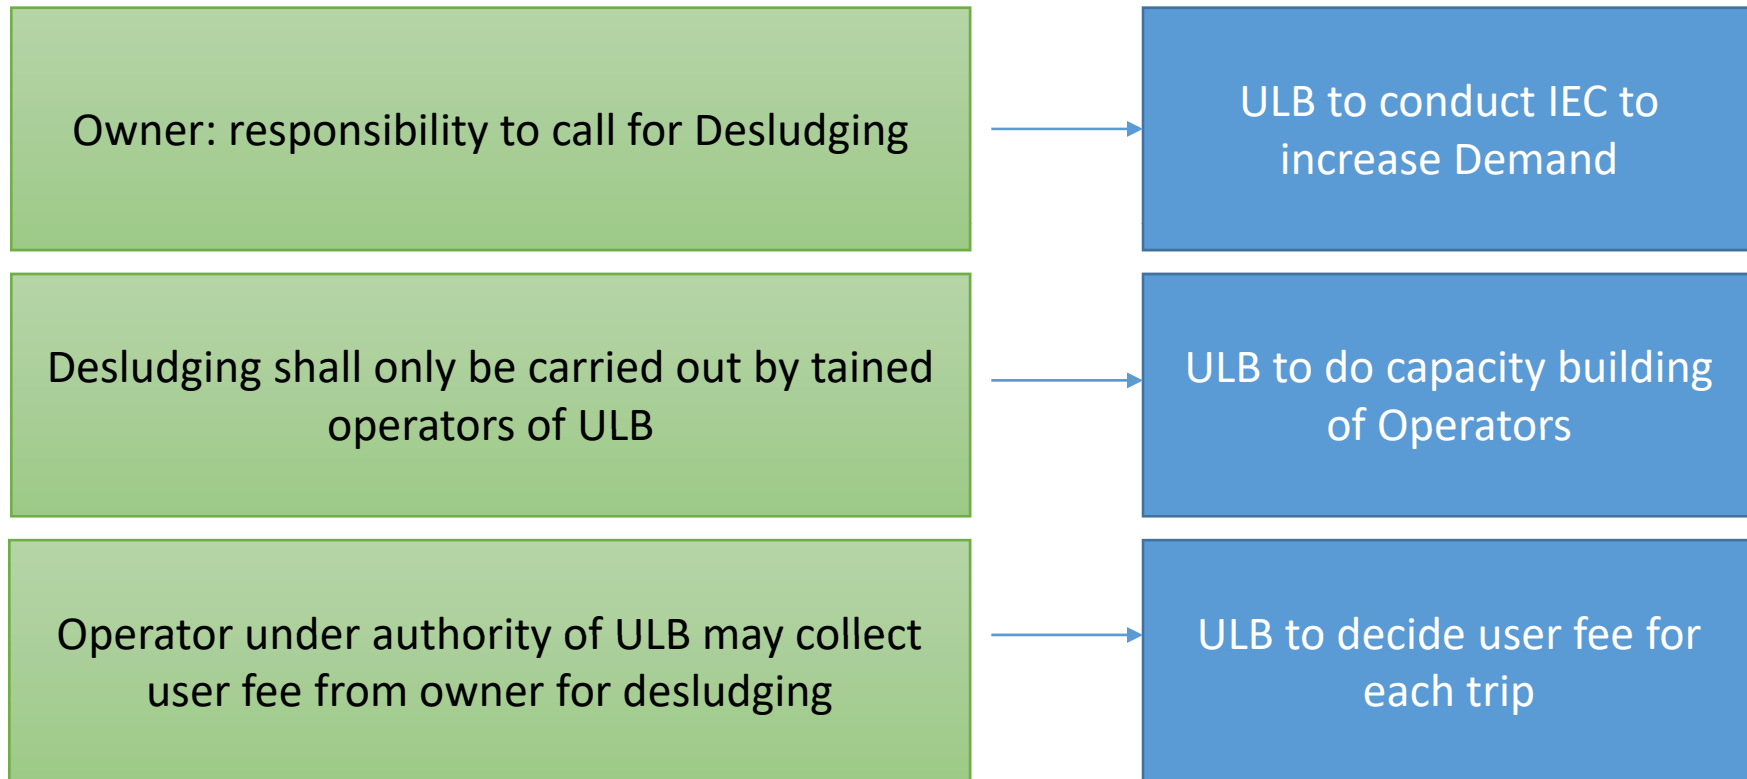 Owner: responsibility to call for Desludging
ULB to conduct IEC to
increase Demand
Desludging shall only be carried out by tained
operators of ULB
ULB to do capacity building
of Operators
Operator under authority of ULB may collect
user fee from owner for desludging
ULB to decide user fee for
each trip